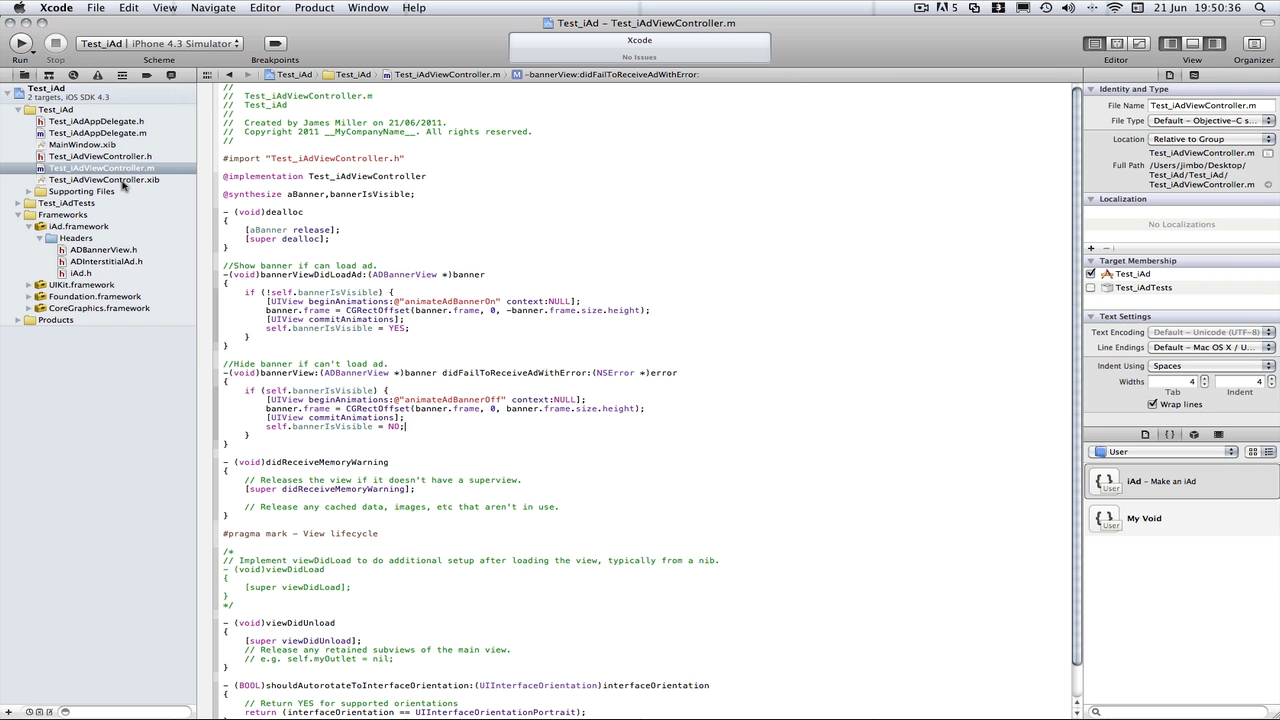 Xcode File Edit View Navigate Editor Product Window Help 5 21 Jun 19:50:36
Test_iAd – Test_iAdViewController.m
Test_iAd iPhone 4.3 Simulator
Xcode
No Issues
Run Stop Scheme Breakpoints Editor View Organizer
Test_iAd
2 targets, iOS SDK 4.3
Test_iAd
Test_iAdAppDelegate.h
Test_iAdAppDelegate.m
MainWindow.xib
Test_iAdViewController.h
Test_iAdViewController.m
Test_iAdViewController.xib
Supporting Files
Test_iAdTests
Frameworks
iAd.framework
Headers
ADBannerView.h
ADInterstitialAd.h
iAd.h
UIKit.framework
Foundation.framework
CoreGraphics.framework
Products
Test_iAd Test_iAd Test_iAdViewController.m -bannerView:didFailToReceiveAdWithError:
//
// Test_iAdViewController.m
// Test_iAd
//
// Created by James Miller on 21/06/2011.
// Copyright 2011 __MyCompanyName__. All rights reserved.
//
#import "Test_iAdViewController.h"
@implementation Test_iAdViewController
@synthesize aBanner,bannerIsVisible;
- (void)dealloc
{
[aBanner release];
[super dealloc];
}
//Show banner if can load ad.
-(void)bannerViewDidLoadAd:(ADBannerView *)banner
{
if (!self.bannerIsVisible) {
[UIView beginAnimations:@"animateAdBannerOn" context:NULL];
banner.frame = CGRectOffset(banner.frame, 0, -banner.frame.size.height);
[UIView commitAnimations];
self.bannerIsVisible = YES;
}
}
//Hide banner if can't load ad.
-(void)bannerView:(ADBannerView *)banner didFailToReceiveAdWithError:(NSError *)error
{
if (self.bannerIsVisible) {
[UIView beginAnimations:@"animateAdBannerOff" context:NULL];
banner.frame = CGRectOffset(banner.frame, 0, banner.frame.size.height);
[UIView commitAnimations];
self.bannerIsVisible = NO;
}
}
- (void)didReceiveMemoryWarning
{
// Releases the view if it doesn't have a superview.
[super didReceiveMemoryWarning];
// Release any cached data, images, etc that aren't in use.
}
#pragma mark - View lifecycle
/*
// Implement viewDidLoad to do additional setup after loading the view, typically from a nib.
- (void)viewDidLoad
{
[super viewDidLoad];
}
*/
- (void)viewDidUnload
{
[super viewDidUnload];
// Release any retained subviews of the main view.
// e.g. self.myOutlet = nil;
}
- (BOOL)shouldAutorotateToInterfaceOrientation:(UIInterfaceOrientation)interfaceOrientation
{
// Return YES for supported orientations
return (interfaceOrientation == UIInterfaceOrientationPortrait);
Identity and Type
File Name Test_iAdViewController.m
File Type Default - Objective-C s...
Location Relative to Group
Test_iAdViewController.m
Full Path /Users/jimbo/Desktop/
Test_iAd/Test_iAd/
Test_iAdViewController.m
Localization
No Localizations
Target Membership
Test_iAd
Test_iAdTests
Text Settings
Text Encoding Default - Unicode (UTF-8)
Line Endings Default - Mac OS X / U...
Indent Using Spaces
Widths 4 4
Tab Indent
Wrap lines
User
{} User iAd - Make an iAd
{} User My Void